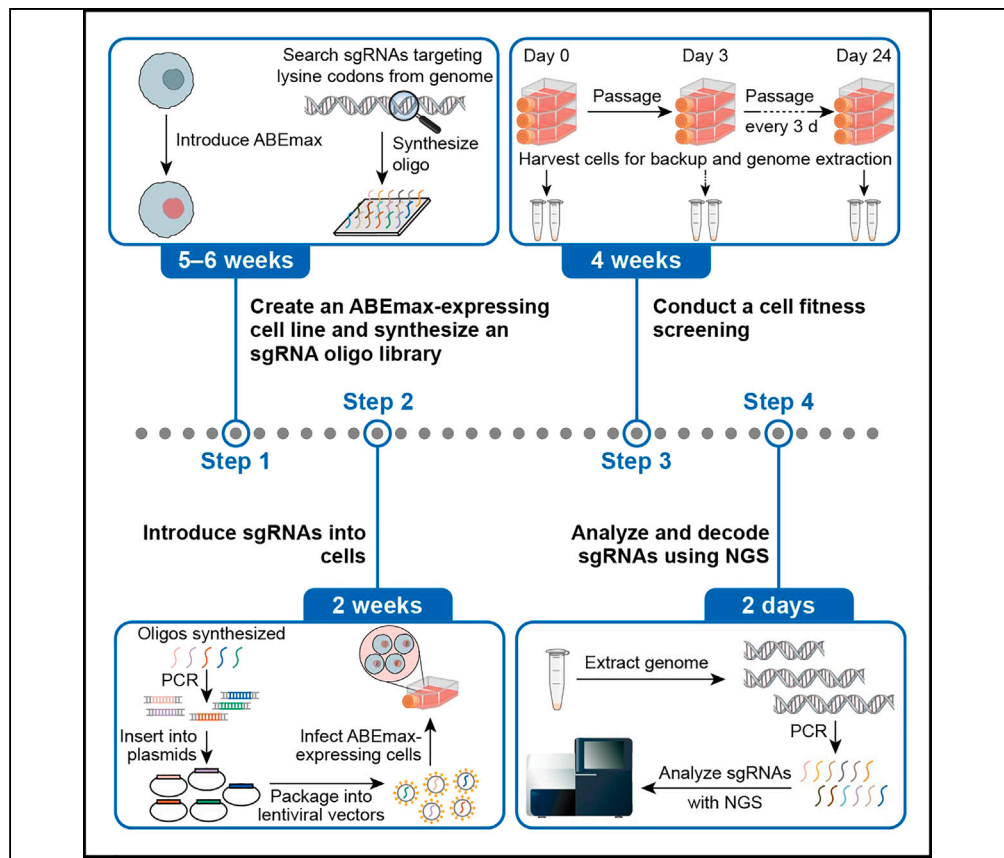 Search sgRNAs targeting
lysine codons from genome
Introduce ABEmax
Synthesize
oligo
5–6 weeks
Create an ABEmax-expressing
cell line and synthesize an
sgRNA oligo library
Day 0
Day 3
Day 24
Passage
Passage
every 3 d
Harvest cells for backup and genome extraction
4 weeks
Conduct a cell fitness
screening
Step 1
Step 2
Step 3
Step 4
Introduce sgRNAs into
cells
2 weeks
Oligos synthesized
PCR
Insert into
plasmids
Package into
lentiviral vectors
Infect ABEmax-
expressing cells
Analyze and decode
sgRNAs using NGS
2 days
Extract genome
PCR
Analyze sgRNAs
with NGS